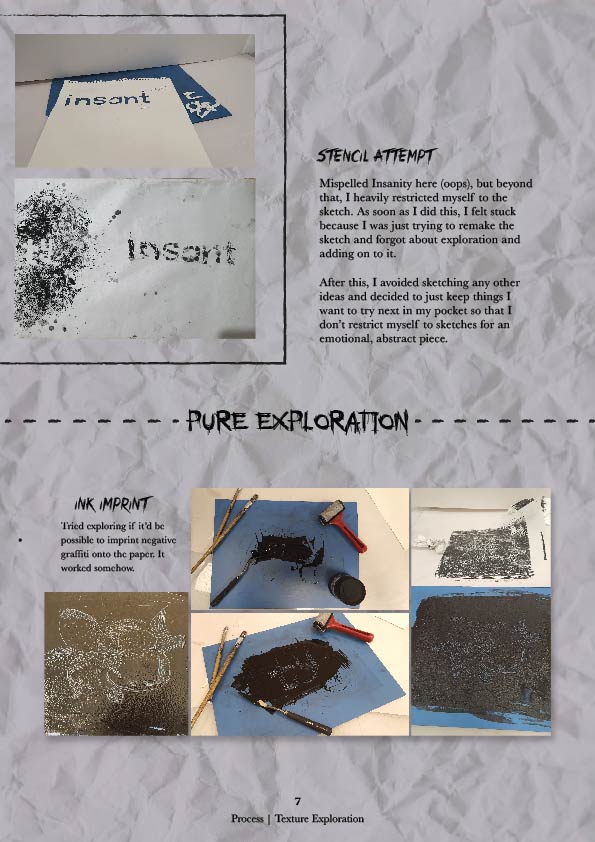 insant
insant
STENCIL ATTEMPT
Mispelled Insanity here (oops), but beyond
that, I heavily restricted myself to the
sketch. As soon as I did this, I felt stuck
because I was just trying to remake the
sketch and forgot about exploration and
adding on to it.
After this, I avoided sketching any other
ideas and decided to just keep things I
want to try next in my pocket so that I
don't restrict myself to sketches for an
emotional, abstract piece.
PURE EXPLORATION
INK IMPRINT
Tried exploring if it'd be
possible to imprint negative
graffiti onto the paper. It
worked somehow.
7
Process | Texture Exploration